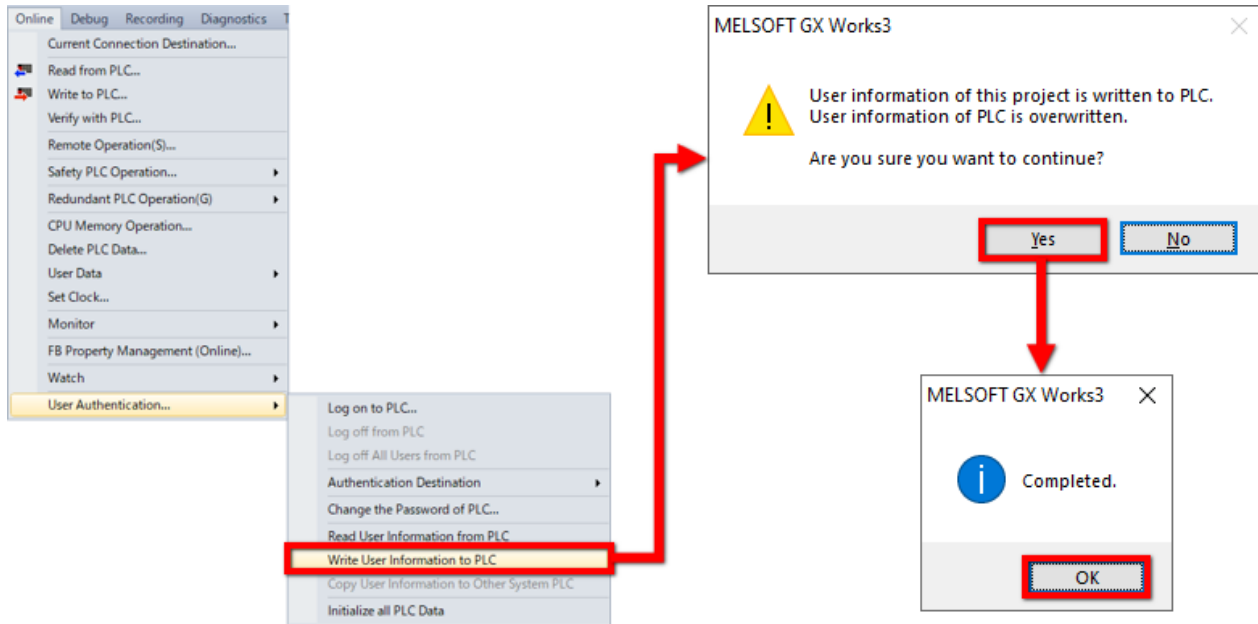 Online Debug Recording Diagnostics
Current Connection Destination...
Read from PLC...
Write to PLC...
Verify with PLC...
Remote Operation(S)...
Safety PLC Operation...
Redundant PLC Operation(G)
CPU Memory Operation...
Delete PLC Data...
User Data
Set Clock...
Monitor
FB Property Management (Online)...
Watch
User Authentication...
Log on to PLC...
Log off from PLC
Log off All Users from PLC
Authentication Destination
Change the Password of PLC...
Read User Information from PLC
Write User Information to PLC
Copy User Information to Other System PLC
Initialize all PLC Data
MELSOFT GX Works3
User information of this project is written to PLC.
User information of PLC is overwritten.
Are you sure you want to continue?
Yes No
MELSOFT GX Works3
Completed.
OK